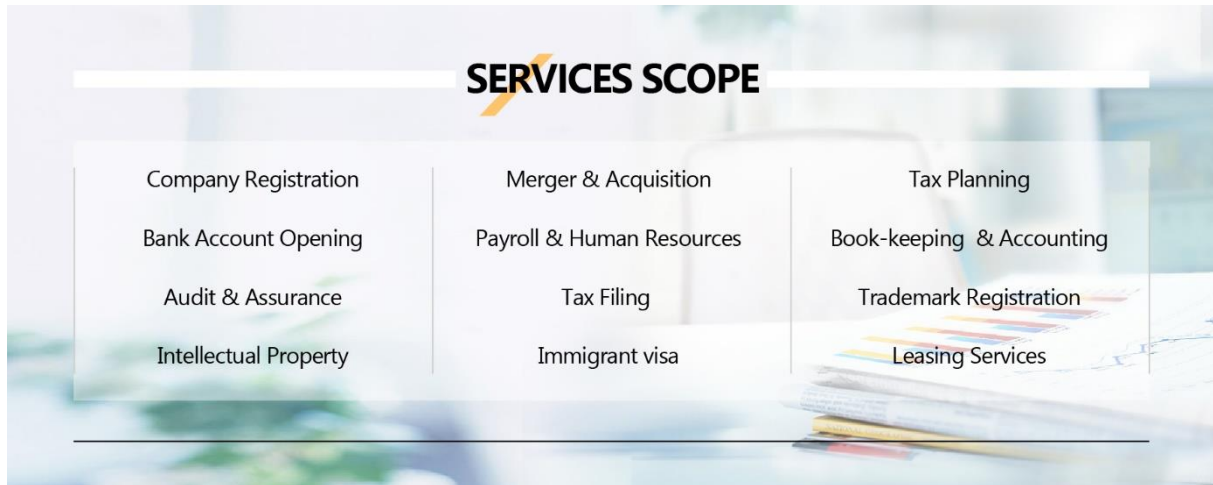 SERVICES SCOPE
Company Registration
Merger & Acquisition
Tax Planning
Bank Account Opening
Payroll & Human Resources
Book-keeping & Accounting
Audit & Assurance
Tax Filing
Trademark Registration
Intellectual Property
Immigrant visa
Leasing Services